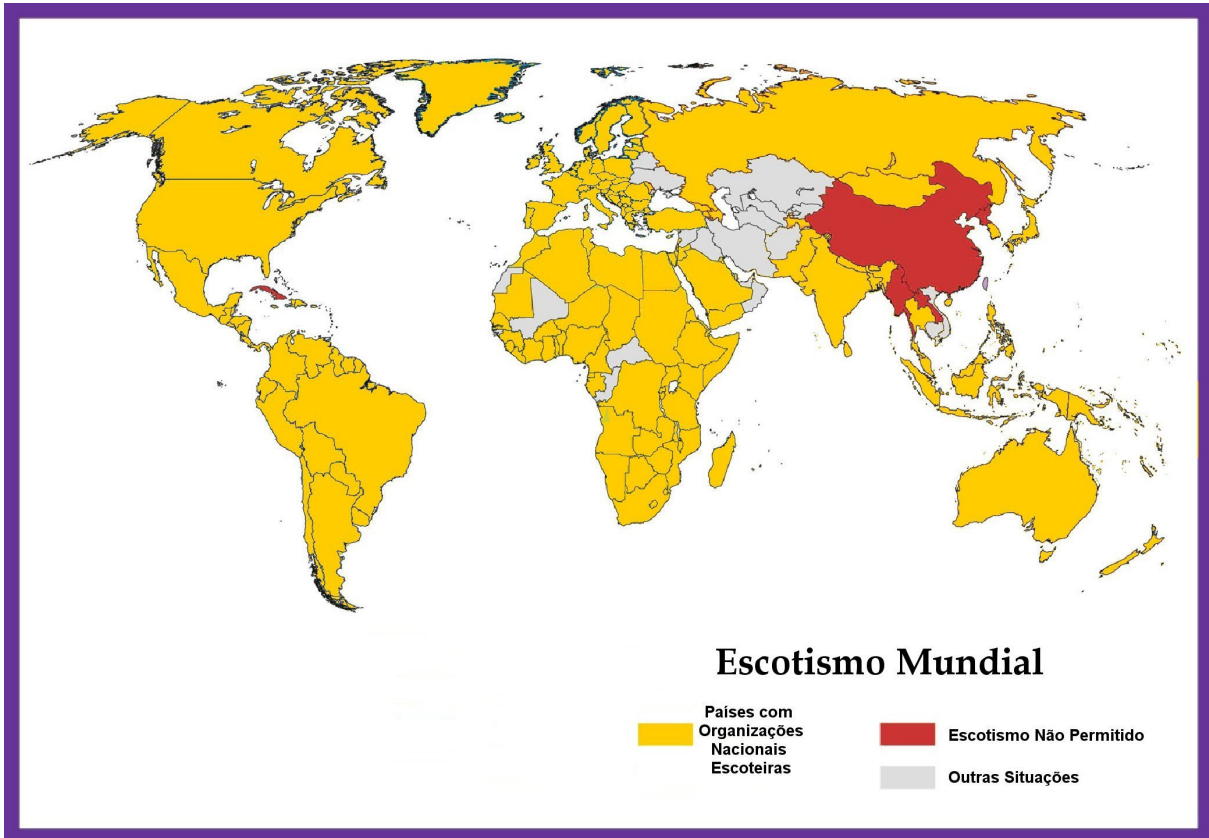 Escotismo Mundial
Países com
Organizações
Nacionais
Escoteiras
Escotismo Não Permitido
Outras Situações